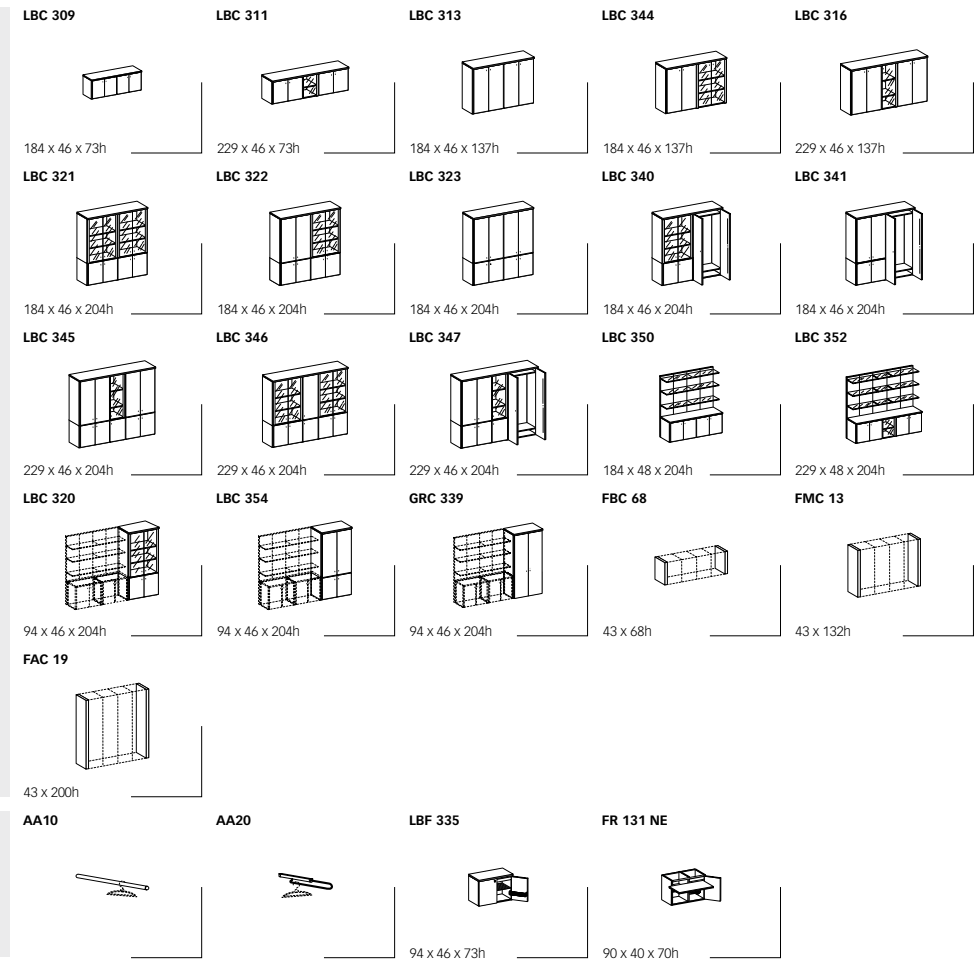 LBC 309 LBC 311 LBC 313 LBC 344 LBC 316
184 x 46 x 73h 229 x 46 x 73h 184 x 46 x 137h 184 x 46 x 137h 229 x 46 x 137h
LBC 321 LBC 322 LBC 323 LBC 340 LBC 341
184 x 46 x 204h 184 x 46 x 204h 184 x 46 x 204h 184 x 46 x 204h 184 x 46 x 204h
LBC 345 LBC 346 LBC 347 LBC 350 LBC 352
229 x 46 x 204h 229 x 46 x 204h 229 x 46 x 204h 184 x 48 x 204h 229 x 48 x 204h
LBC 320 LBC 354 GRC 339 FBC 68 FMC 13
94 x 46 x 204h 94 x 46 x 204h 94 x 46 x 204h 43 x 68h 43 x 132h
FAC 19
43 x 200h
AA10 AA20 LBF 335 FR 131 NE
94 x 46 x 73h 90 x 40 x 70h